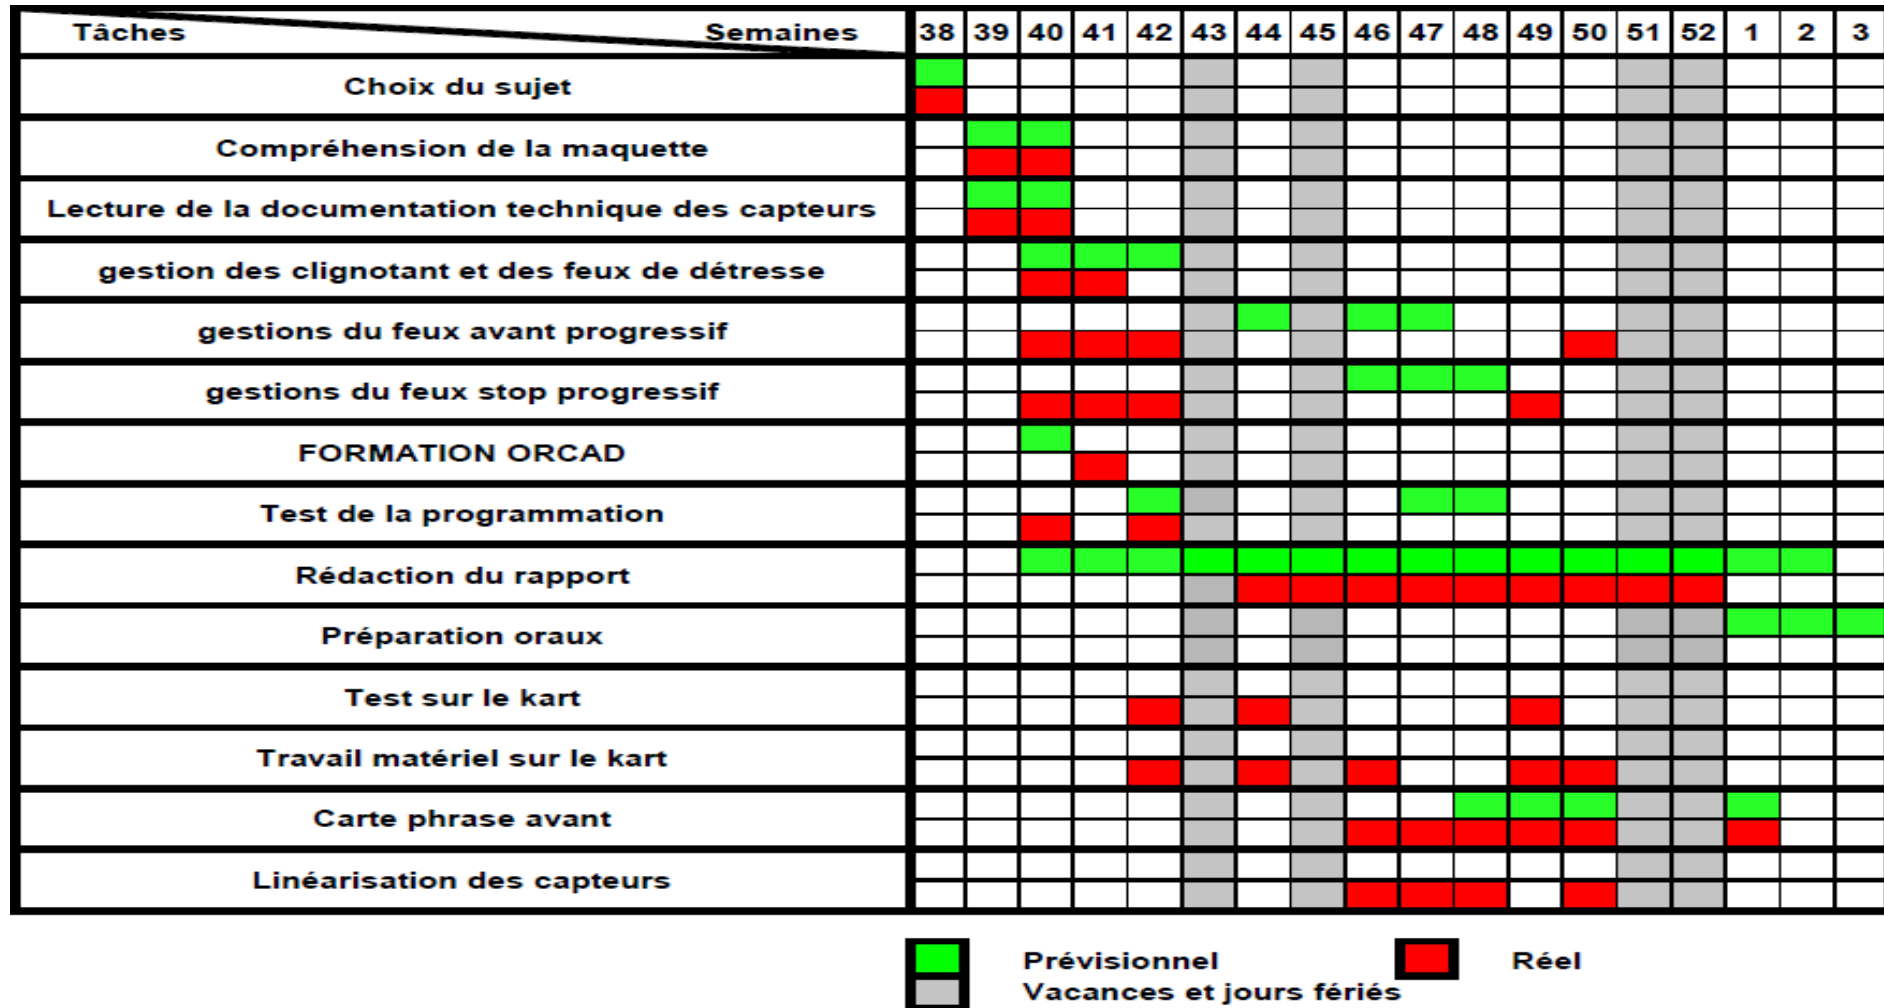 Tâches Semaines 38 39 40 41 42 43 44 45 46 47 48 49 50 51 52 1 2 3
Choix du sujet
Compréhension de la maquette
Lecture de la documentation technique des capteurs
gestion des clignotant et des feux de détresse
gestions du feux avant progressif
gestions du feux stop progressif
FORMATION ORCAD
Test de la programmation
Rédaction du rapport
Préparation oraux
Test sur le kart
Travail matériel sur le kart
Carte phrase avant
Linéarisation des capteurs
Prévisionnel Réel
Vacances et jours fériés